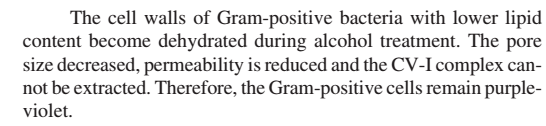 The cell walls of Gram-positive bacteria with lower lipid
content become dehydrated during alcohol treatment. The pore
size decreased, permeability is reduced and the CV-I complex can-
not be extracted. Therefore, the Gram-positive cells remain purple-
violet.